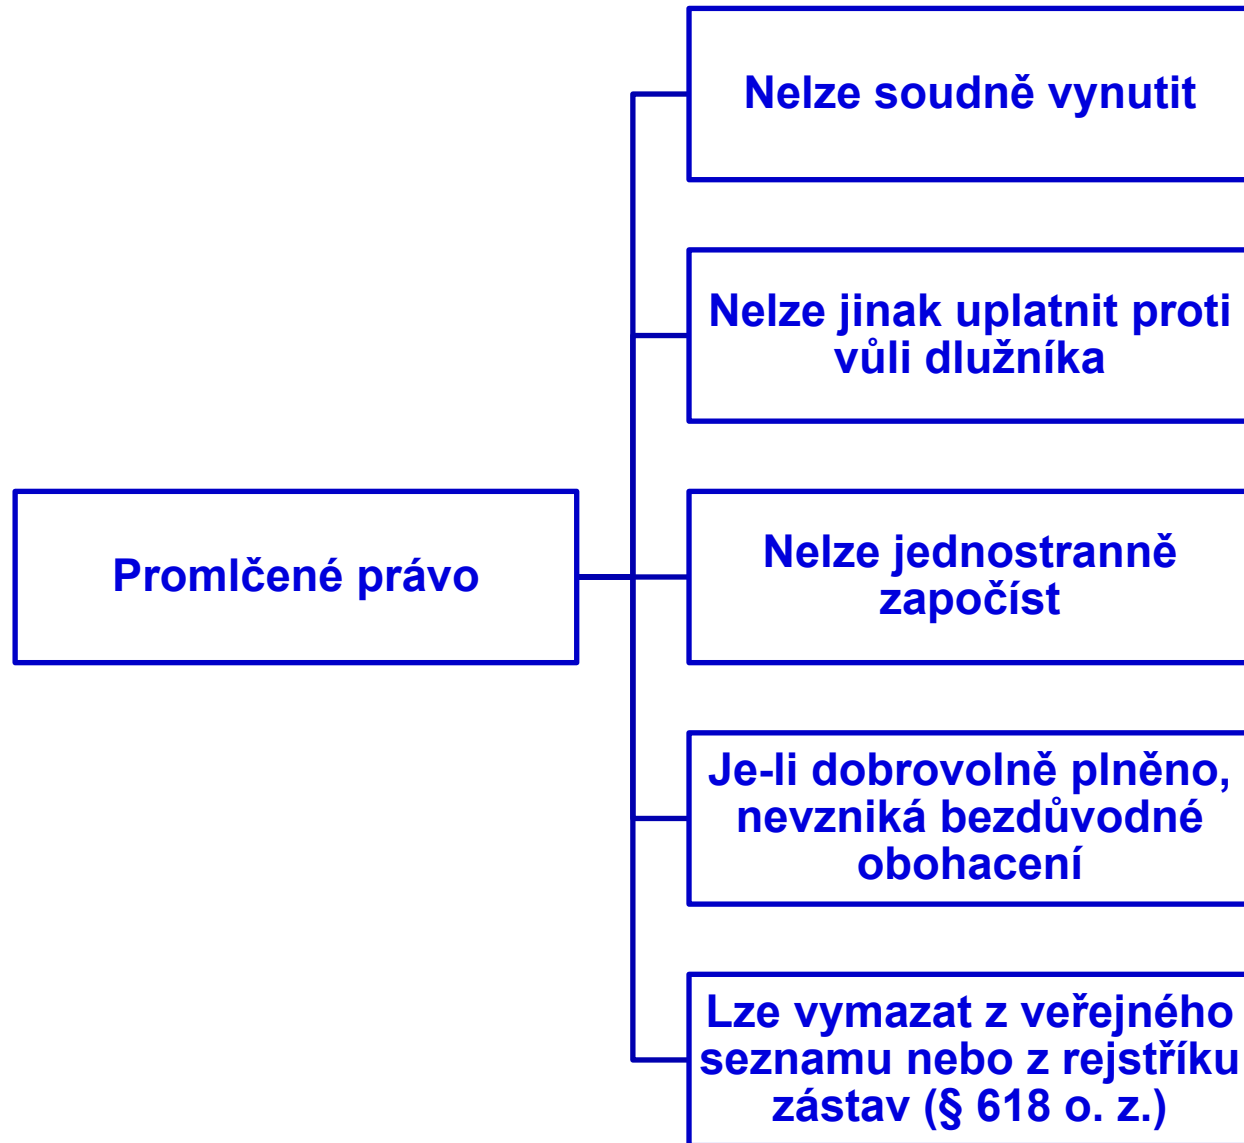 Nelze soudně vynutit
Nelze jinak uplatnit proti
vůli dlužníka
Promlčené právo
Nelze jednostranně
započíst
Je-li dobrovolně plněno,
nevzniká bezdůvodné
obohacení
Lze vymazat z veřejného
seznamu nebo z rejstříku
zástav (§ 618 o. z.)